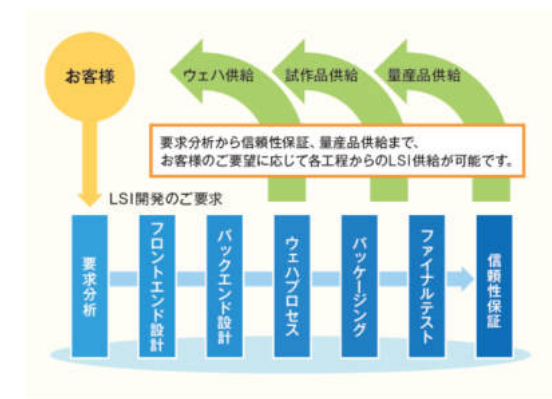 お客様
ウェハ供給
試作品供給
量産品供給
要求分析から信頼性保証、量産品供給まで、
お客様のご要望に応じて各工程からのLSI供給が可能です。
LSI開発のご要求
要求分析
フロントエンド設計
バックエンド設計
ウェハプロセス
パッケージング
ファイナルテスト
信頼性保証